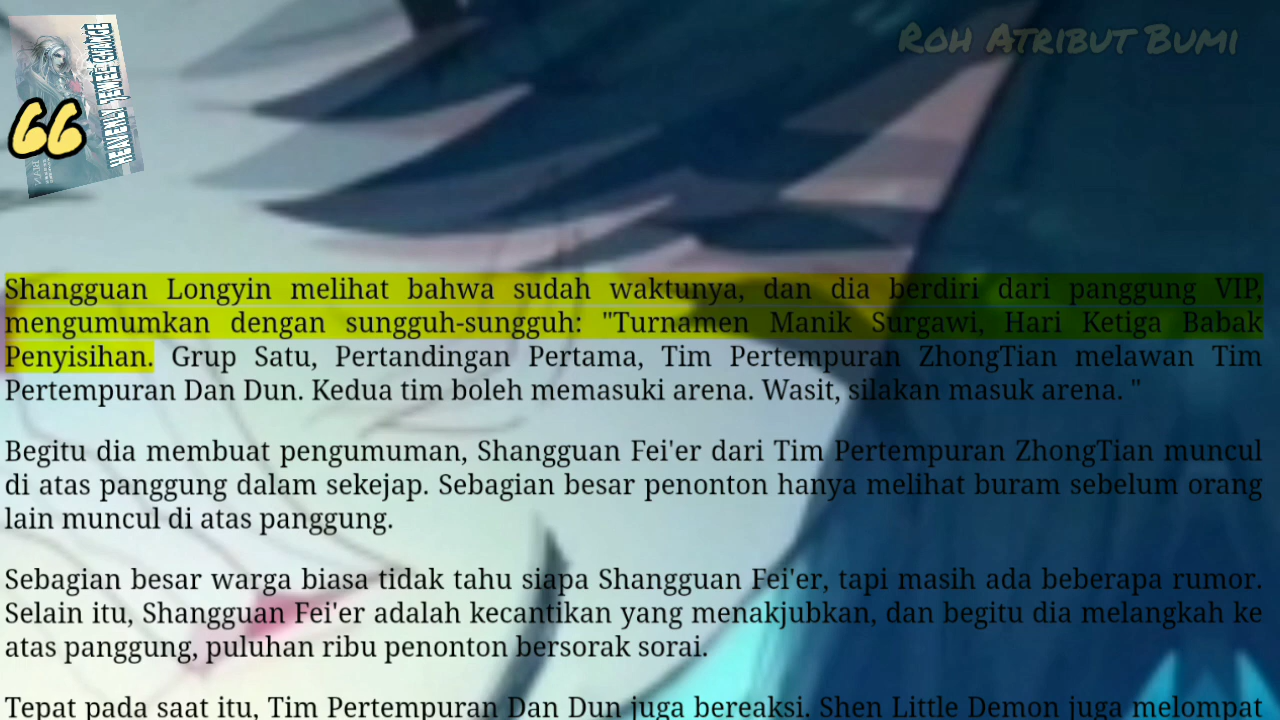 Roh Atribut Bumi
HEAVENLY JEWEL CHANGE
66
Shangguan Longyin melihat bahwa sudah waktunya, dan dia berdiri dari panggung VIP,
mengumumkan dengan sungguh-sungguh: "Turnamen Manik Surgawi, Hari Ketiga Babak
Penyisihan. Grup Satu, Pertandingan Pertama, Tim Pertempuran ZhongTian melawan Tim
Pertempuran Dan Dun. Kedua tim boleh memasuki arena. Wasit, silakan masuk arena. "
Begitu dia membuat pengumuman, Shangguan Fei'er dari Tim Pertempuran ZhongTian muncul
di atas panggung dalam sekejap. Sebagian besar penonton hanya melihat buram sebelum orang
lain muncul di atas panggung.
Sebagian besar warga biasa tidak tahu siapa Shangguan Fei'er, tapi masih ada beberapa rumor.
Selain itu, Shangguan Fei'er adalah kecantikan yang menakjubkan, dan begitu dia melangkah ke
atas panggung, puluhan ribu penonton bersorak sorai.
Tepat pada saat itu, Tim Pertempuran Dan Dun juga bereaksi. Shen Little Demon juga melompat